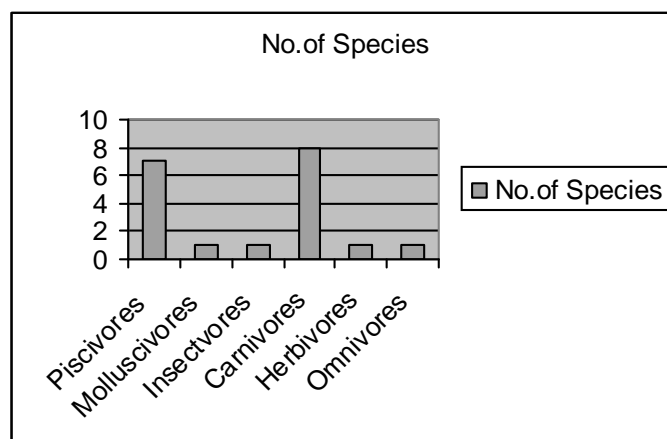 No.of Species
10
8
6
4
2
0
Piscivores
Molluscivores
Insectvores
Carnivores
Herbivores
Omnivores
No.of Species